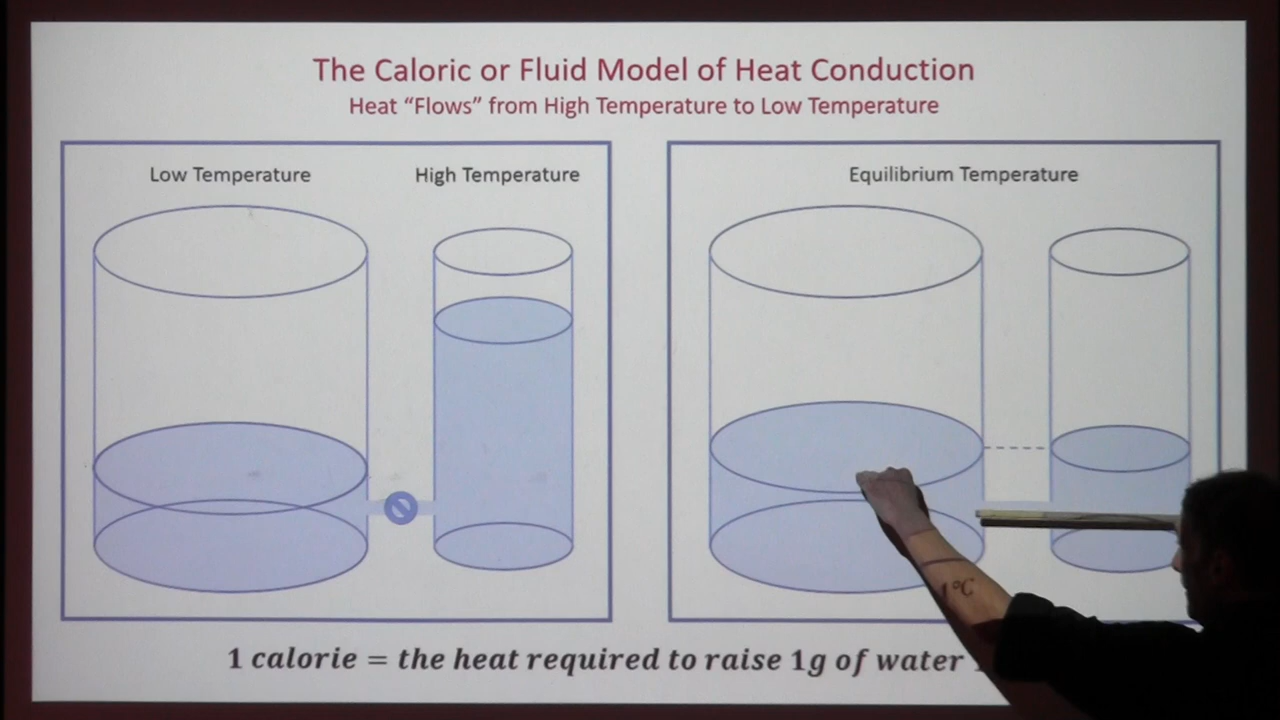 The Caloric or Fluid Model of Heat Conduction
Heat “Flows” from High Temperature to Low Temperature
Low Temperature
High Temperature
Equilibrium Temperature
1 calorie = the heat required to raise 1g of water
1°C